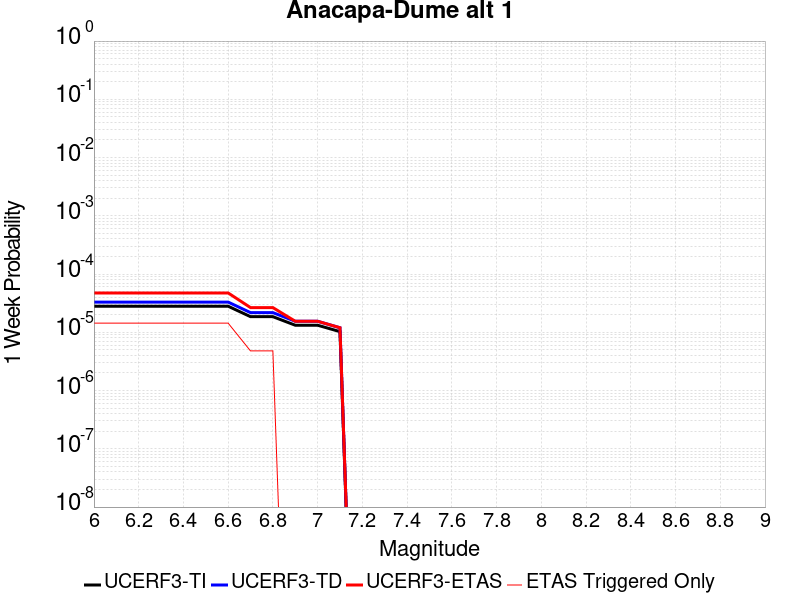 Anacapa-Dume alt 1
10^0
10^-1
10^-2
10^-3
10^-4
10^-5
10^-6
10^-7
10^-8
1 Week Probability
6 6.2 6.4 6.6 6.8 7 7.2 7.4 7.6 7.8 8 8.2 8.4 8.6 8.8 9
Magnitude
UCERF3-TI UCERF3-TD UCERF3-ETAS ETAS Triggered Only